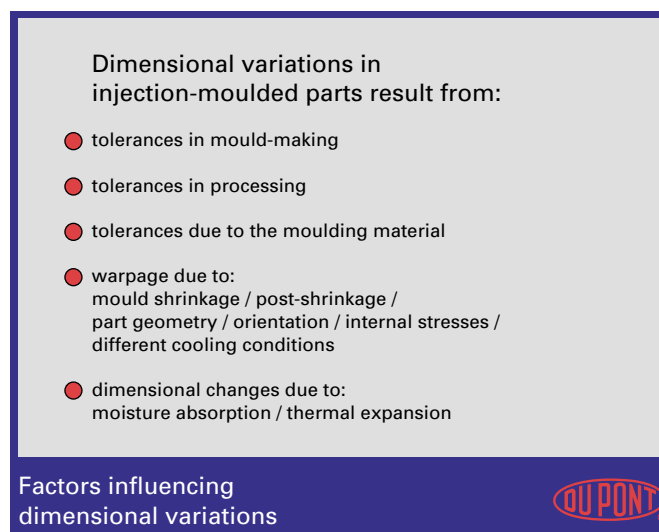 Dimensional variations in
injection-moulded parts result from:
tolerances in mould-making
tolerances in processing
tolerances due to the moulding material
warpage due to:
mould shrinkage / post-shrinkage /
part geometry / orientation / internal stresses /
different cooling conditions
dimensional changes due to:
moisture absorption / thermal expansion
Factors influencing
dimensional variations
DU PONT